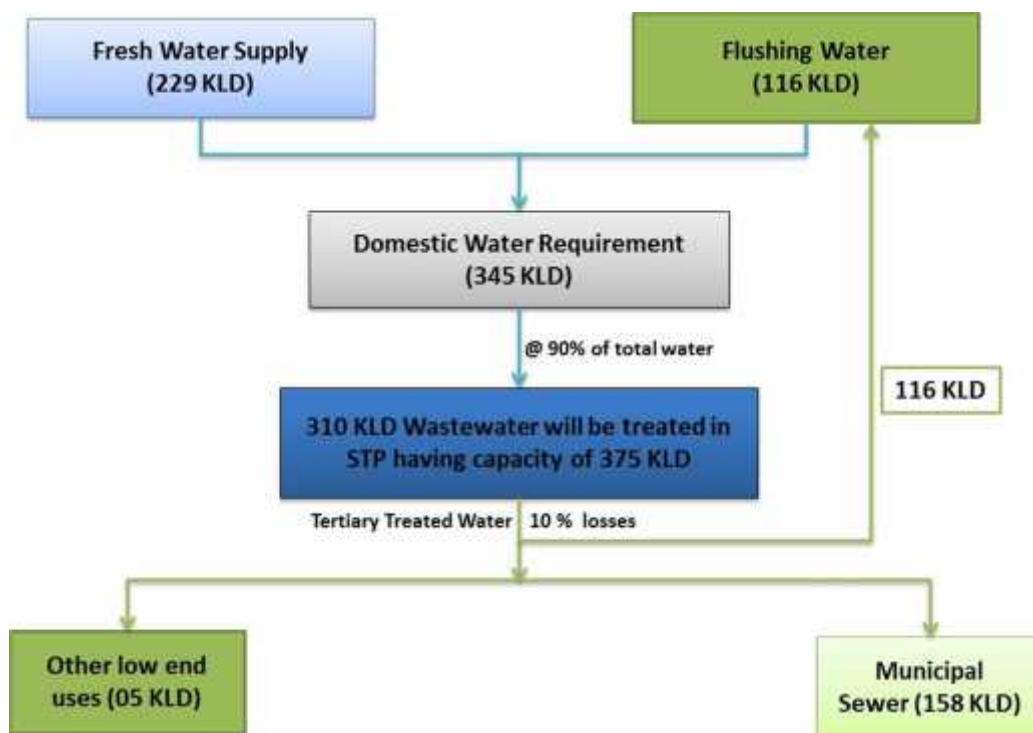 Fresh Water Supply
(229 KLD)
Flushing Water
(116 KLD)
Domestic Water Requirement
(345 KLD)
@ 90% of total water
116 KLD
310 KLD Wastewater will be treated in
STP having capacity of 375 KLD
Tertiary Treated Water 10 % losses
Other low end
uses (05 KLD)
Municipal
Sewer (158 KLD)